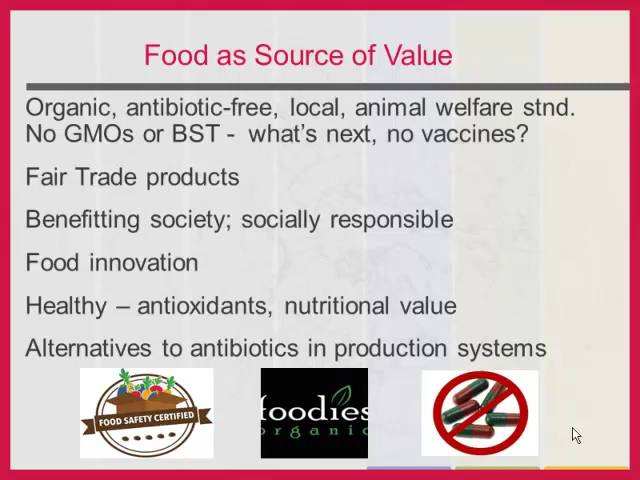 Food as Source of Value
Organic, antibiotic-free, local, animal welfare stnd.
No GMOs or BST - what's next, no vaccines?
Fair Trade products
Benefitting society; socially responsible
Food innovation
Healthy – antioxidants, nutritional value
Alternatives to antibiotics in production systems
FOOD SAFETY CERTIFIED
foodies
organic